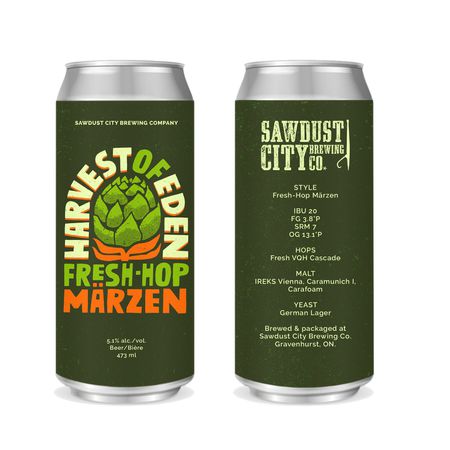 SAWDUST CITY BREWING COMPANY
HARVEST OF EDEN
FRESH-HOP
MÄRZEN
5.1% alc./vol.
Beer/Bière
473 ml
SAWDUST
CITY BREWING CO.
STYLE
Fresh-Hop Märzen
IBU 20
FG 3.8°P
SRM 7
OG 13.1°P
HOPS
Fresh VQH Cascade
MALT
IREKS Vienna, Caramunich I,
Carafoam
YEAST
German Lager
Brewed & packaged at
Sawdust City Brewing Co.
Gravenhurst, ON.